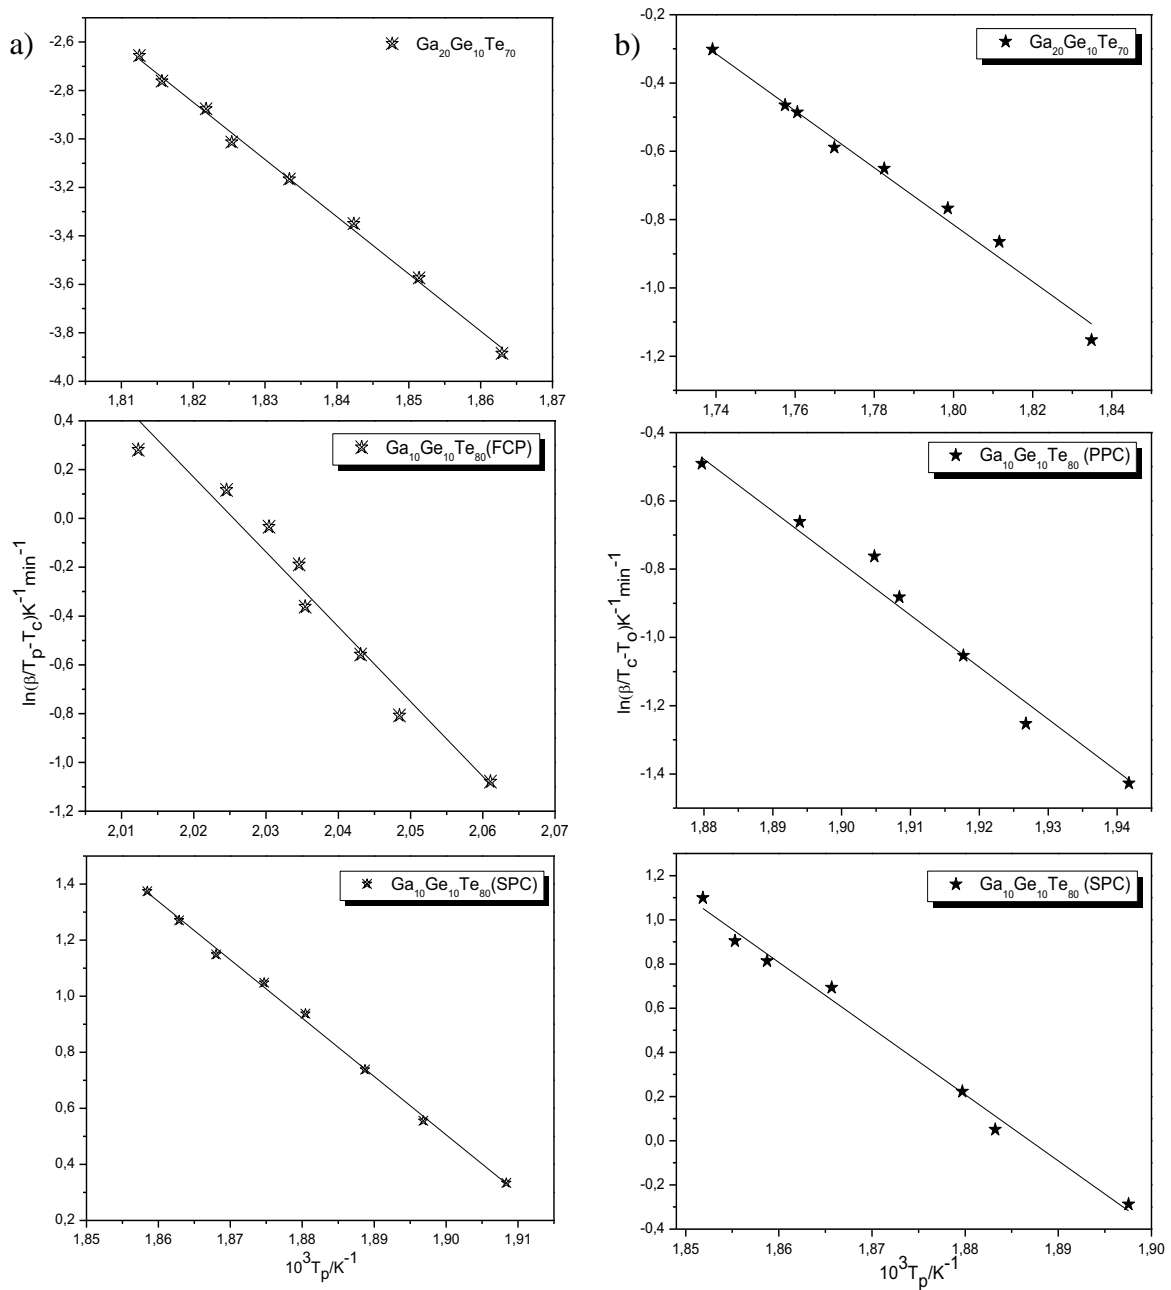 a)
Ga20Ge10Te70
-2,6
-2,8
-3,0
-3,2
-3,4
-3,6
-3,8
-4,0
1,81 1,82 1,83 1,84 1,85 1,86 1,87
Ga10Ge10Te80(FCP)
0,4
0,2
0,0
-0,2
-0,4
-0,6
-0,8
-1,0
-1,2
2,01 2,02 2,03 2,04 2,05 2,06 2,07
ln(β/Tp-Tc)K-1min-1
Ga10Ge10Te80(SPC)
1,4
1,2
1,0
0,8
0,6
0,4
0,2
1,85 1,86 1,87 1,88 1,89 1,90 1,91
10³Tp/K-1
b)
Ga20Ge10Te70
-0,2
-0,4
-0,6
-0,8
-1,0
-1,2
1,74 1,76 1,78 1,80 1,82 1,84
Ga10Ge10Te80 (PPC)
-0,4
-0,6
-0,8
-1,0
-1,2
-1,4
1,88 1,89 1,90 1,91 1,92 1,93 1,94
ln(β/Tc-To)K-1min-1
Ga10Ge10Te80 (SPC)
1,2
1,0
0,8
0,6
0,4
0,2
0,0
-0,2
-0,4
1,85 1,86 1,87 1,88 1,89 1,90
10³Tp/K-1